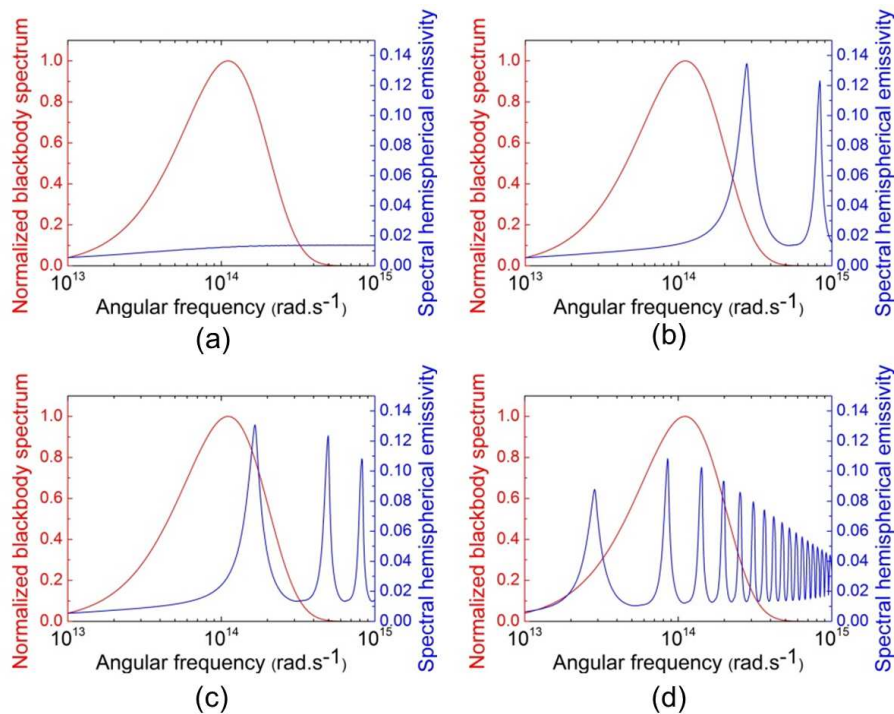 Normalized blackbody spectrum
1.0
0.8
0.6
0.4
0.2
0.0
0.14
0.12
0.10
0.08
0.06
0.04
0.02
0.00
Spectral hemispherical emissivity
10^13 10^14 10^15
Angular frequency (rad.s^-1)
(a)
Normalized blackbody spectrum
1.0
0.8
0.6
0.4
0.2
0.0
0.14
0.12
0.10
0.08
0.06
0.04
0.02
0.00
Spectral hemispherical emissivity
10^13 10^14 10^15
Angular frequency (rad.s^-1)
(b)
Normalized blackbody spectrum
1.0
0.8
0.6
0.4
0.2
0.0
0.14
0.12
0.10
0.08
0.06
0.04
0.02
0.00
Spectral hemispherical emissivity
10^13 10^14 10^15
Angular frequency (rad.s^-1)
(c)
Normalized blackbody spectrum
1.0
0.8
0.6
0.4
0.2
0.0
0.14
0.12
0.10
0.08
0.06
0.04
0.02
0.00
Spectral hemispherical emissivity
10^13 10^14 10^15
Angular frequency (rad.s^-1)
(d)